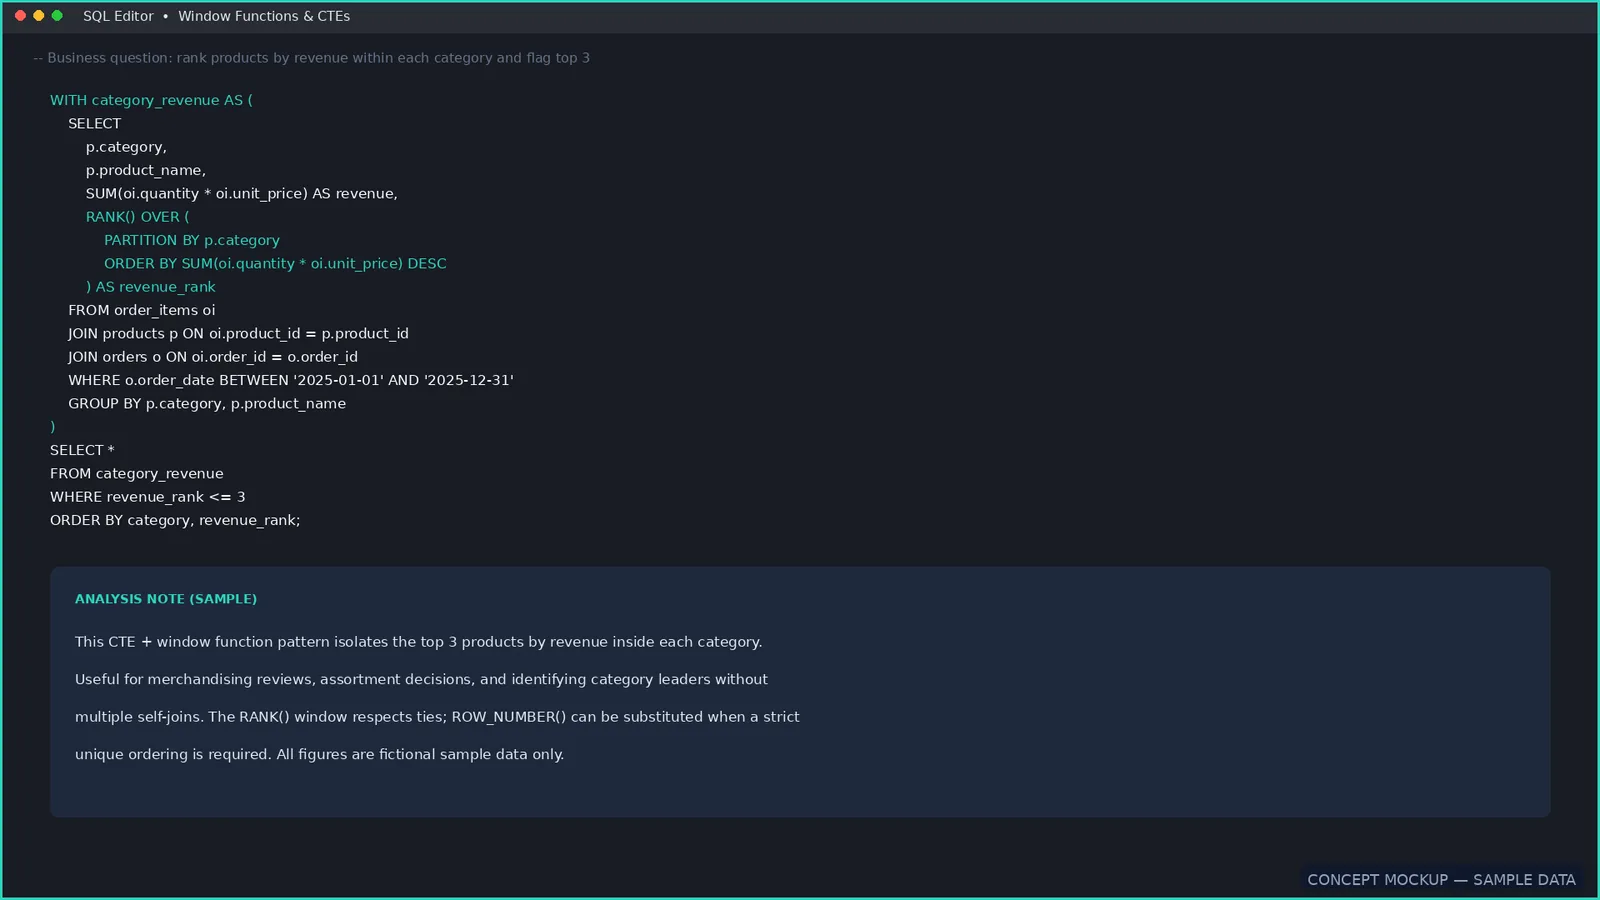 SQL Editor • Window Functions & CTEs
-- Business question: rank products by revenue within each category and flag top 3
WITH category_revenue AS (
SELECT
p.category,
p.product_name,
SUM(oi.quantity * oi.unit_price) AS revenue,
RANK() OVER (
PARTITION BY p.category
ORDER BY SUM(oi.quantity * oi.unit_price) DESC
) AS revenue_rank
FROM order_items oi
JOIN products p ON oi.product_id = p.product_id
JOIN orders o ON oi.order_id = o.order_id
WHERE o.order_date BETWEEN '2025-01-01' AND '2025-12-31'
GROUP BY p.category, p.product_name
)
SELECT *
FROM category_revenue
WHERE revenue_rank <= 3
ORDER BY category, revenue_rank;
ANALYSIS NOTE (SAMPLE)
This CTE + window function pattern isolates the top 3 products by revenue inside each category.
Useful for merchandising reviews, assortment decisions, and identifying category leaders without
multiple self-joins. The RANK() window respects ties; ROW_NUMBER() can be substituted when a strict
unique ordering is required. All figures are fictional sample data only.
CONCEPT MOCKUP — SAMPLE DATA